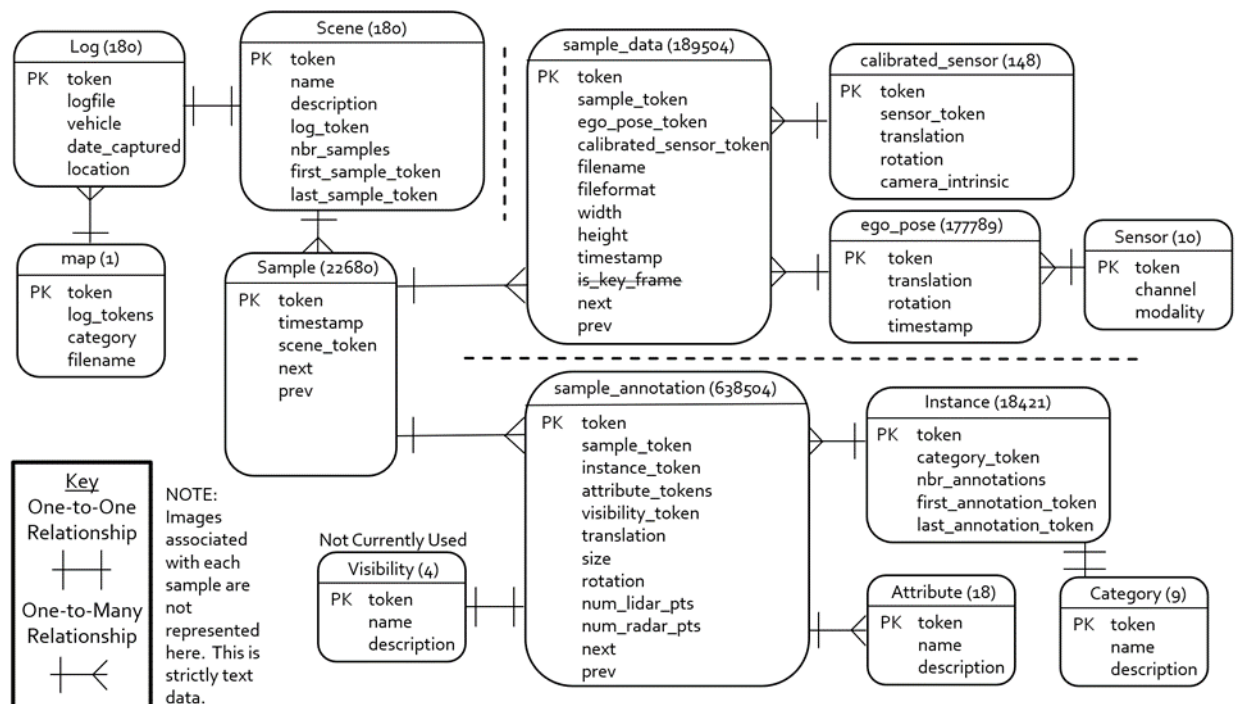 Log (180)
PK token
logfile
vehicle
date_captured
location
Scene (180)
PK token
name
description
log_token
nbr_samples
first_sample_token
last_sample_token
sample_data (189504)
PK token
sample_token
ego_pose_token
calibrated_sensor_token
filename
fileformat
width
height
timestamp
is_key_frame
next
prev
calibrated_sensor (148)
PK token
sensor_token
translation
rotation
camera_intrinsic
ego_pose (177789)
PK token
translation
rotation
timestamp
Sensor (10)
PK token
channel
modality
map (1)
PK token
log_tokens
category
filename
Sample (22680)
PK token
timestamp
scene_token
next
prev
sample_annotation (638504)
PK token
sample_token
instance_token
attribute_tokens
visibility_token
translation
size
rotation
num_lidar_pts
num_radar_pts
next
prev
Instance (18421)
PK token
category_token
nbr_annotations
first_annotation_token
last_annotation_token
Key
One-to-One
Relationship
One-to-Many
Relationship
NOTE:
Images
associated
with each
sample are
not
represented
here. This is
strictly text
data.
Not Currently Used
Visibility (4)
PK token
name
description
Attribute (18)
PK token
name
description
Category (9)
PK token
name
description